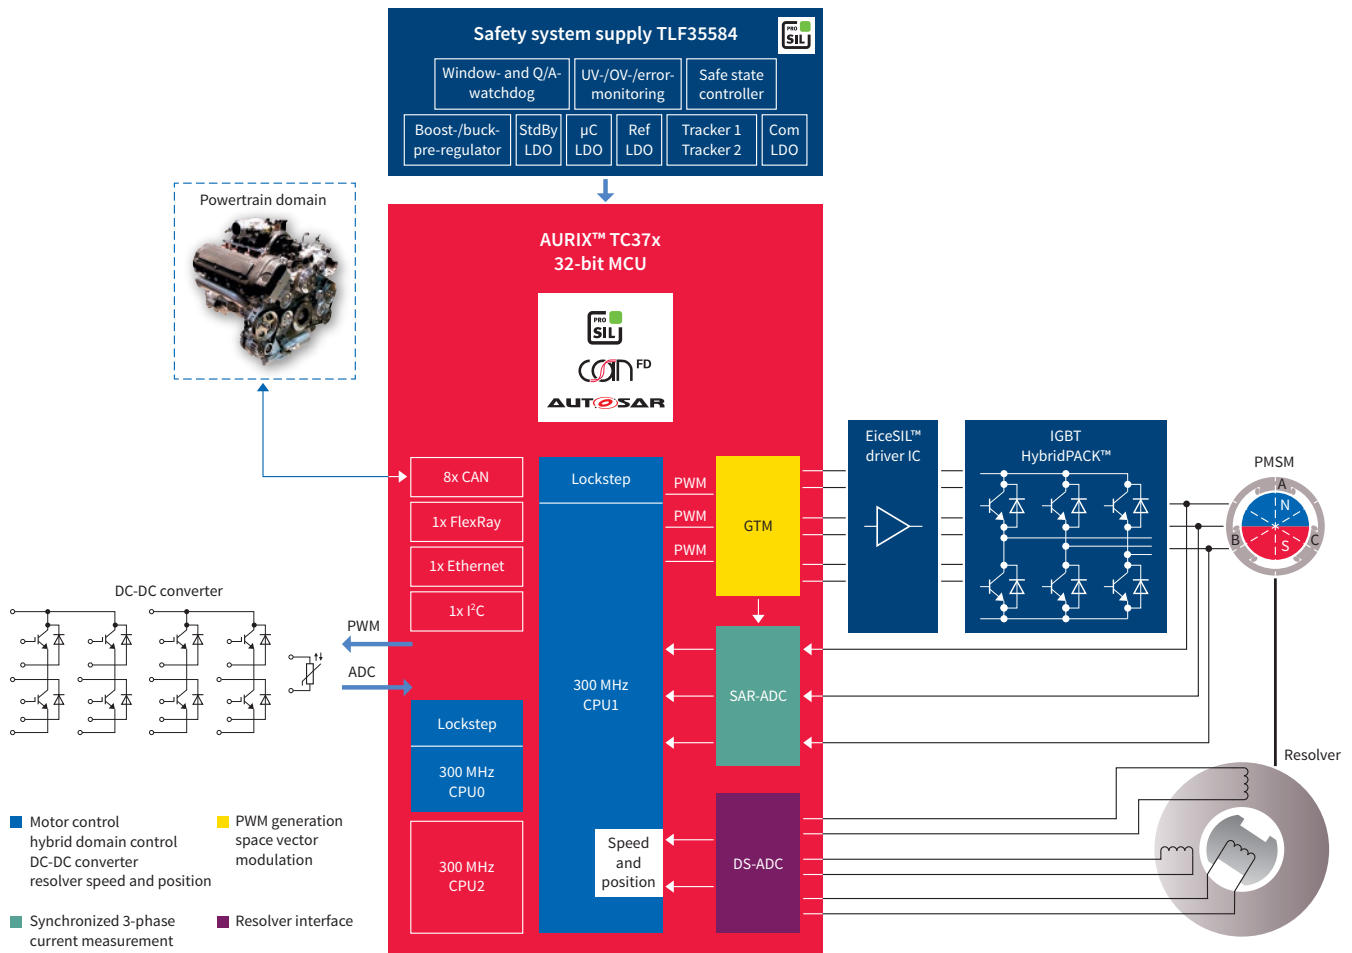 Safety system supply TLF35584
PRO
SIL
Window- and Q/A-
watchdog
UV-/OV-/error-
monitoring
Safe state
controller
Boost-/buck-
pre-regulator
StdBy
LDO
µC
LDO
Ref
LDO
Tracker 1
Tracker 2
Com
LDO
Powertrain domain
AURIX™ TC37x
32-bit MCU
PRO
SIL
CAN FD
AUTOSAR
8x CAN
1x FlexRay
1x Ethernet
1x I²C
Lockstep
300 MHz
CPU1
PWM
PWM
PWM
GTM
EiceSIL™
driver IC
IGBT
HybridPACK™
PMSM
A
N
B
C
S
DC-DC converter
PWM
ADC
SAR-ADC
Lockstep
300 MHz
CPU0
300 MHz
CPU2
Speed
and
position
DS-ADC
Resolver
Motor control
hybrid domain control
DC-DC converter
resolver speed and position
PWM generation
space vector
modulation
Synchronized 3-phase
current measurement
Resolver interface